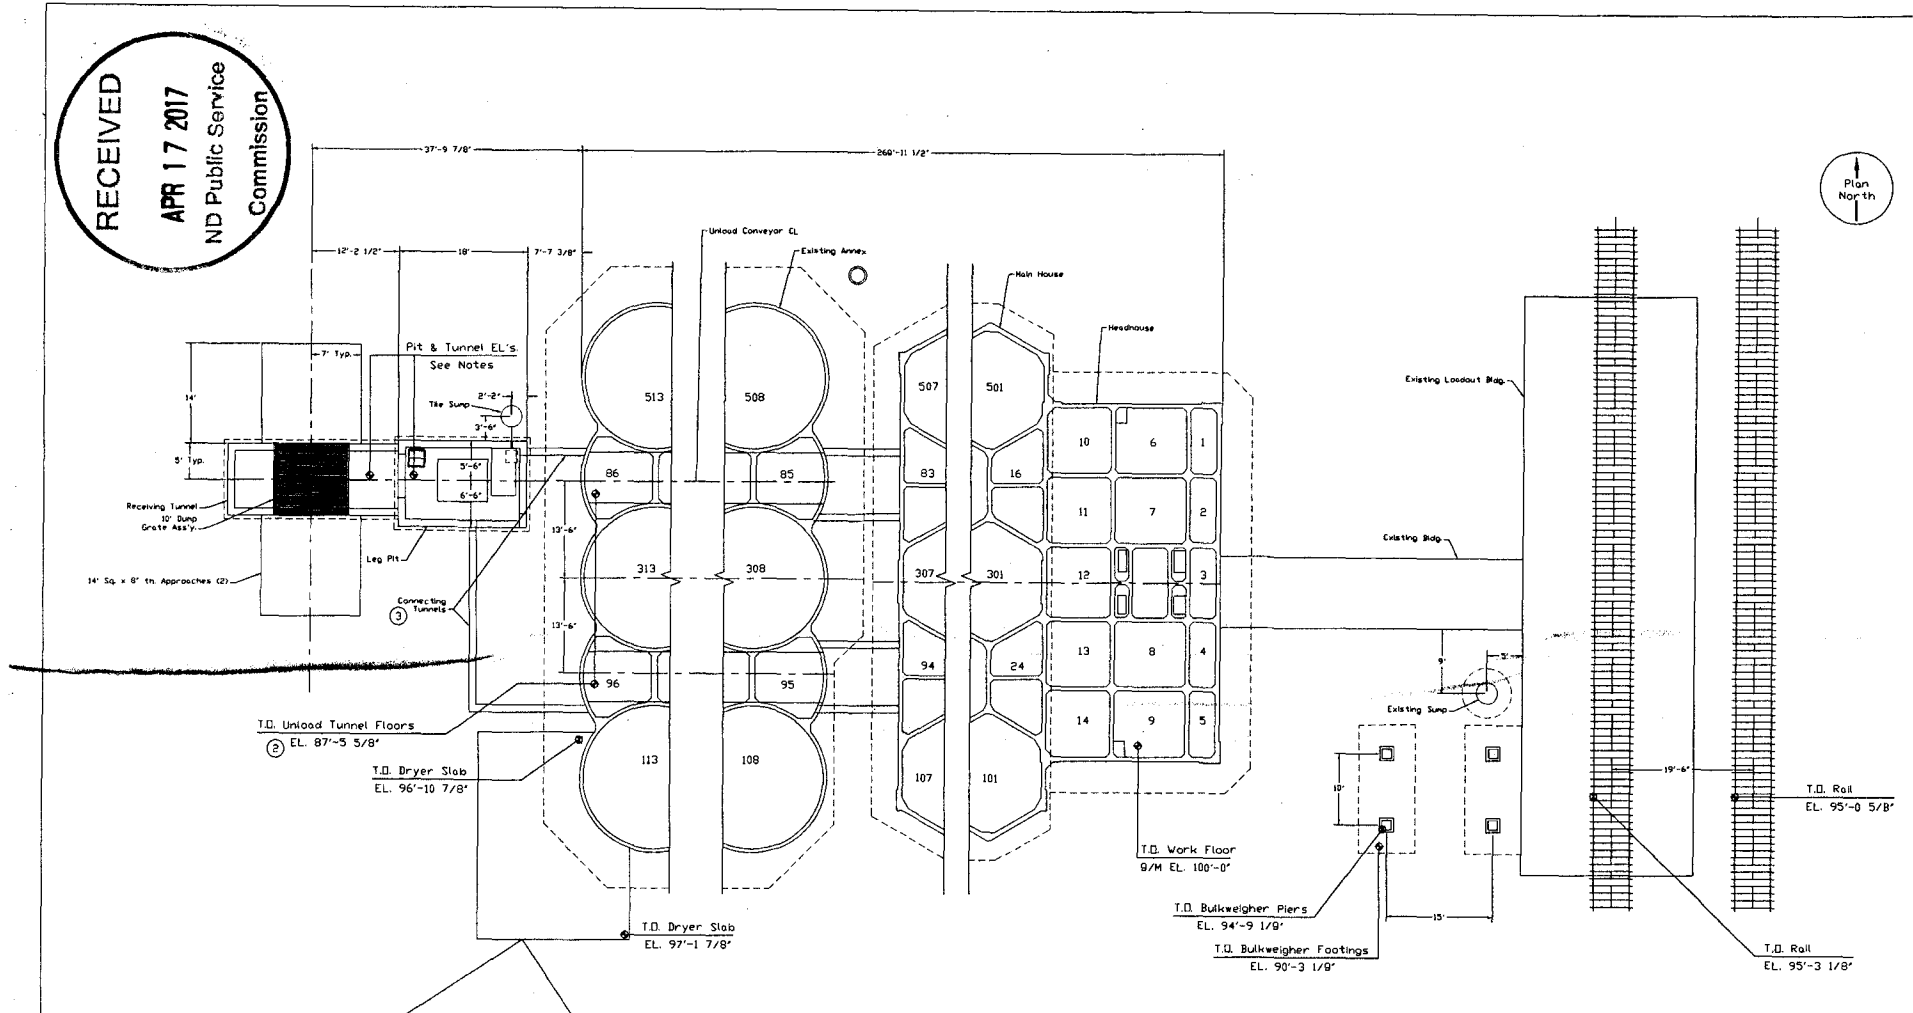 RECEIVED
APR 17 2017
ND Public Service
Commission
37'-9 7/8"
260'-11 1/2"
Plan
North
Unload Conveyor CL
Existing Annex
Main House
Headhouse
12'-2 1/2"
18'
7'-7 3/8"
7' Typ.
Pit & Tunnel EL's.
See Notes
2'-2"
Tile Sump
3'-6"
14'
5' Typ.
5'-6"
6'-6"
Receiving Tunnel
10' Dump
Grate Ass'y.
Leg Pit
14' Sq. x 8" th. Approaches (2)
Connecting
Tunnels
3
13'-6"
13'-6"
513
508
86
85
313
308
96
95
113
108
507
501
83
16
307
301
94
24
107
101
10
6
1
11
7
2
12
3
13
8
4
14
9
5
Existing Loadout Bldg.
Existing Bldg.
9'
5'
Existing Sump
T.O. Unload Tunnel Floors
2
EL. 87'-5 5/8"
T.O. Dryer Slab
EL. 96'-10 7/8"
T.O. Dryer Slab
EL. 97'-1 7/8"
T.O. Work Floor
B/M EL. 100'-0"
10'
15'
19'-6"
T.O. Bulkweigher Piers
EL. 94'-9 1/8"
T.O. Bulkweigher Footings
EL. 90'-3 1/8"
T.O. Rail
EL. 95'-0 5/8"
T.O. Rail
EL. 95'-3 1/8"